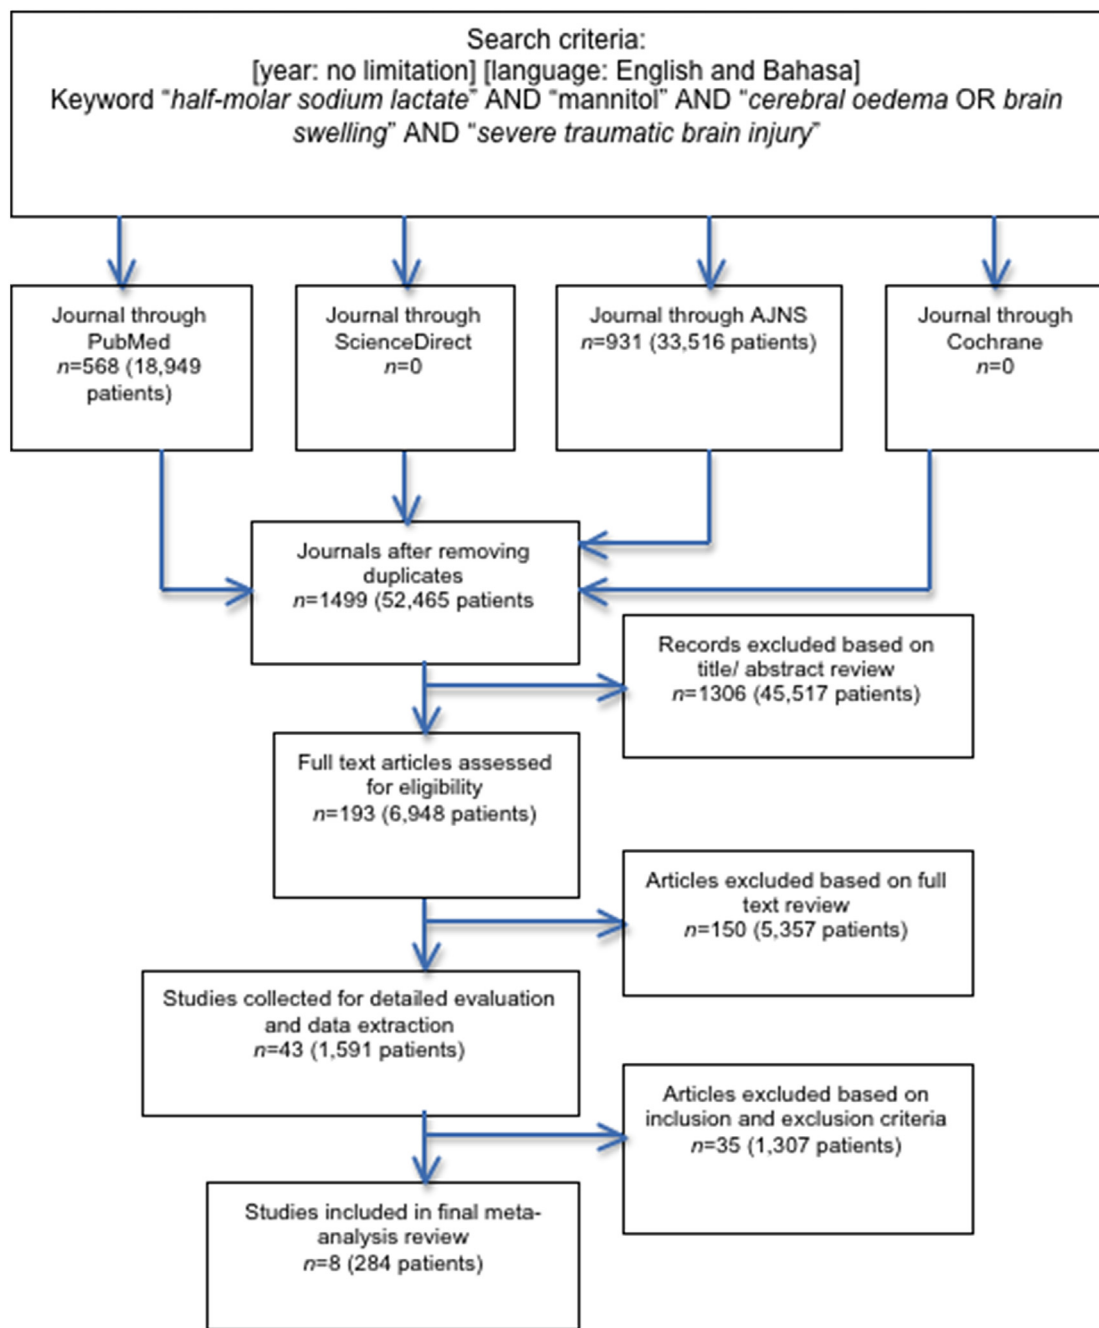 Search criteria:
[year: no limitation] [language: English and Bahasa]
Keyword “half-molar sodium lactate” AND “mannitol” AND “cerebral oedema OR brain
swelling” AND “severe traumatic brain injury”
Journal through
PubMed
n=568 (18,949
patients)
Journal through
ScienceDirect
n=0
Journal through AJNS
n=931 (33,516 patients)
Journal through
Cochrane
n=0
Journals after removing
duplicates
n=1499 (52,465 patients
Records excluded based on
title/ abstract review
n=1306 (45,517 patients)
Full text articles assessed
for eligibility
n=193 (6,948 patients)
Articles excluded based on full
text review
n=150 (5,357 patients)
Studies collected for detailed evaluation
and data extraction
n=43 (1,591 patients)
Articles excluded based on
inclusion and exclusion criteria
n=35 (1,307 patients)
Studies included in final meta-
analysis review
n=8 (284 patients)